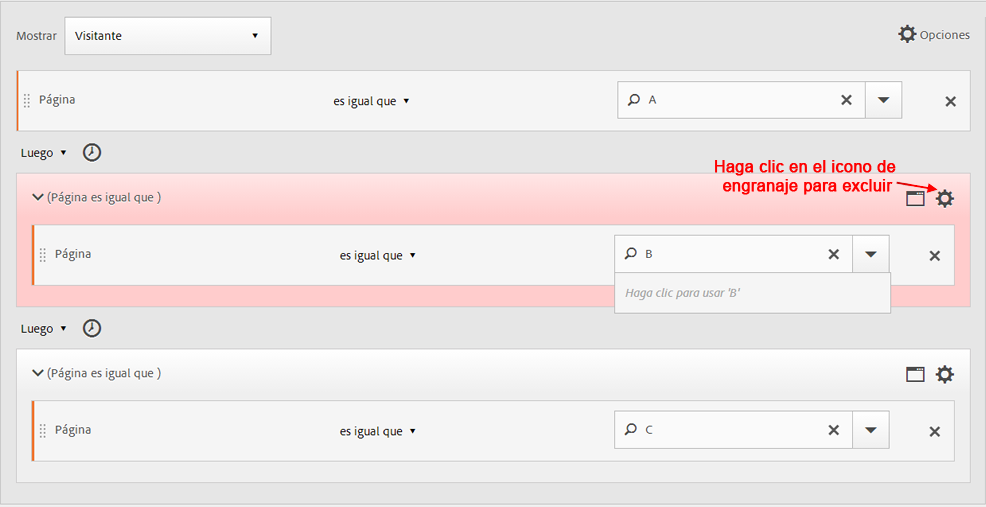 Mostrar Visitante Opciones
Página es igual que A
Luego
Haga clic en el icono de
engranaje para excluir
(Página es igual que )
Página es igual que B
Haga clic para usar 'B'
Luego
(Página es igual que )
Página es igual que C